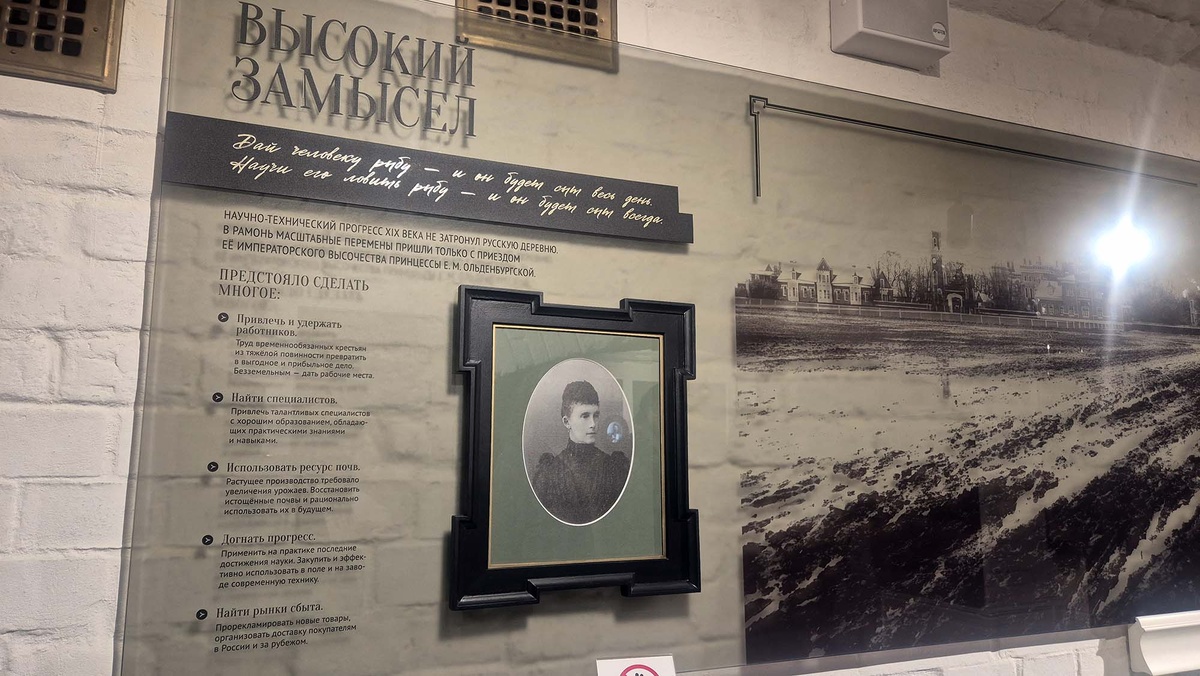 ВЫСОКИЙ
ЗАМЫСЕЛ
Дай человеку рыбу — и он будет сыт весь день.
Научи его ловить рыбу — и он будет сыт всегда.
НАУЧНО-ТЕХНИЧЕСКИЙ ПРОГРЕСС XIX ВЕКА НЕ ЗАТРОНУЛ РУССКУЮ ДЕРЕВНЮ.
В РАМОНЬ МАСШТАБНЫЕ ПЕРЕМЕНЫ ПРИШЛИ ТОЛЬКО С ПРИЕЗДОМ
ЕЁ ИМПЕРАТОРСКОГО ВЫСОЧЕСТВА ПРИНЦЕССЫ Е. М. ОЛЬДЕНБУРГСКОЙ.
ПРЕДСТОЯЛО СДЕЛАТЬ
МНОГОЕ:
Привлечь и удержать
работников.
Труд временнообязанных крестьян
из тяжёлой повинности превратить
в выгодное и прибыльное дело.
Безземельным — дать рабочие места.
Найти специалистов.
Привлечь талантливых специалистов
с хорошим образованием, обладаю-
щих практическими знаниями
и навыками.
Использовать ресурс почв.
Растущее производство требовало
увеличения урожаев. Восстановить
истощённые почвы и рационально
использовать их в будущем.
Догнать прогресс.
Применить на практике последние
достижения науки. Закупить и эффек-
тивно использовать в поле и на заво-
де современную технику.
Найти рынки сбыта.
Прорекламировать новые товары,
организовать доставку покупателям
в России и за рубежом.